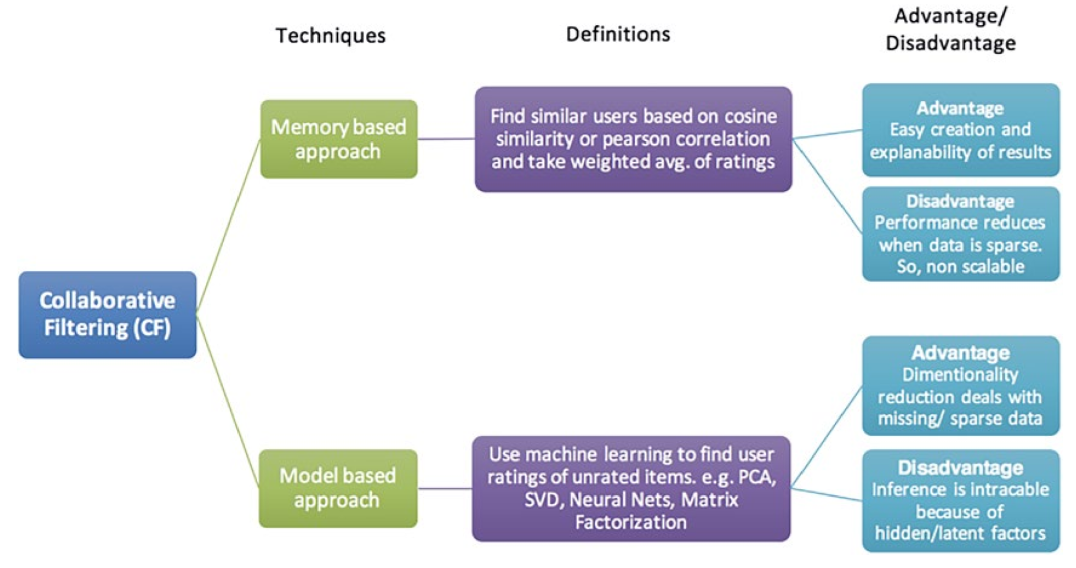 Techniques
Definitions
Advantage/
Disadvantage
Collaborative
Filtering (CF)
Memory based
approach
Find similar users based on cosine
similarity or pearson correlation
and take weighted avg. of ratings
Advantage
Easy creation and
explanability of results
Disadvantage
Performance reduces
when data is sparse.
So, non scalable
Model based
approach
Use machine learning to find user
ratings of unrated items. e.g. PCA,
SVD, Neural Nets, Matrix
Factorization
Advantage
Dimentionality
reduction deals with
missing/ sparse data
Disadvantage
Inference is intracable
because of
hidden/latent factors